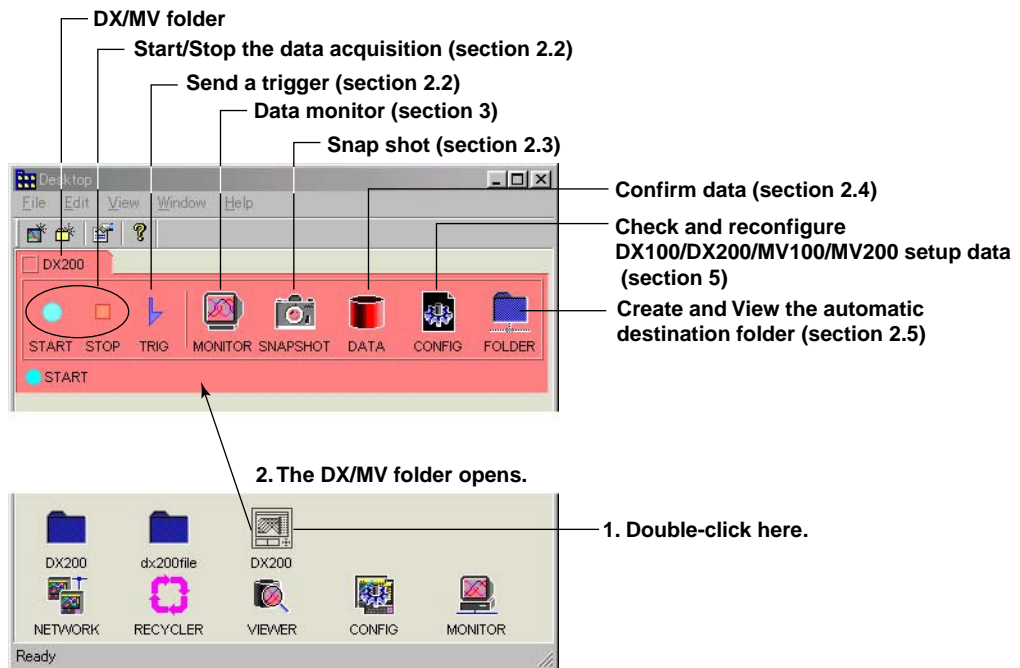 DX/MV folder
Start/Stop the data acquisition (section 2.2)
Send a trigger (section 2.2)
Data monitor (section 3)
Snap shot (section 2.3)
Desktop
File Edit View Window Help
DX200
START STOP TRIG MONITOR SNAPSHOT DATA CONFIG FOLDER
START
Confirm data (section 2.4)
Check and reconfigure
DX100/DX200/MV100/MV200 setup data
(section 5)
Create and View the automatic
destination folder (section 2.5)
2. The DX/MV folder opens.
1. Double-click here.
DX200 dx200file DX200
NETWORK RECYCLER VIEWER CONFIG MONITOR
Ready